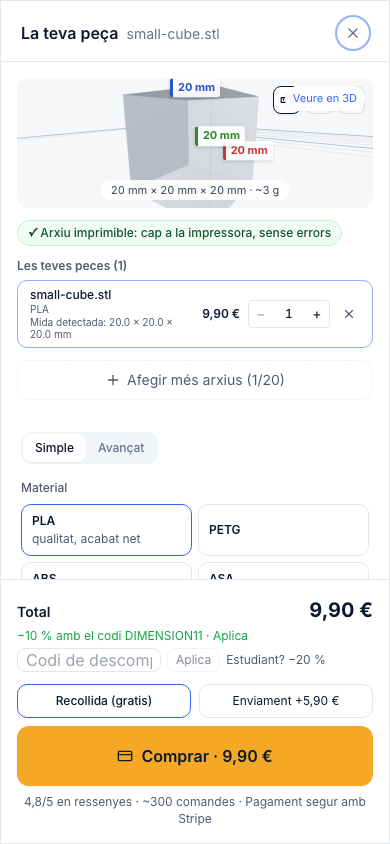 La teva peça small-cube.stl
20 mm
Veure en 3D
20 mm
20 mm
20 mm × 20 mm × 20 mm · ~3 g
✓ Arxiu imprimible: cap a la impressora, sense errors
Les teves peces (1)
small-cube.stl
PLA
Mida detectada: 20.0 × 20.0 ×
20.0 mm
9,90 € − 1 +
Afegir més arxius (1/20)
Simple Avançat
Material
PLA
qualitat, acabat net
PETG
ABS ASA
Total 9,90 €
−10 % amb el codi DIMENSION11 · Aplica
Codi de descomp Aplica Estudiant? −20 %
Recollida (gratis) Enviament +5,90 €
Comprar · 9,90 €
4,8/5 en ressenyes · ~300 comandes · Pagament segur amb
Stripe